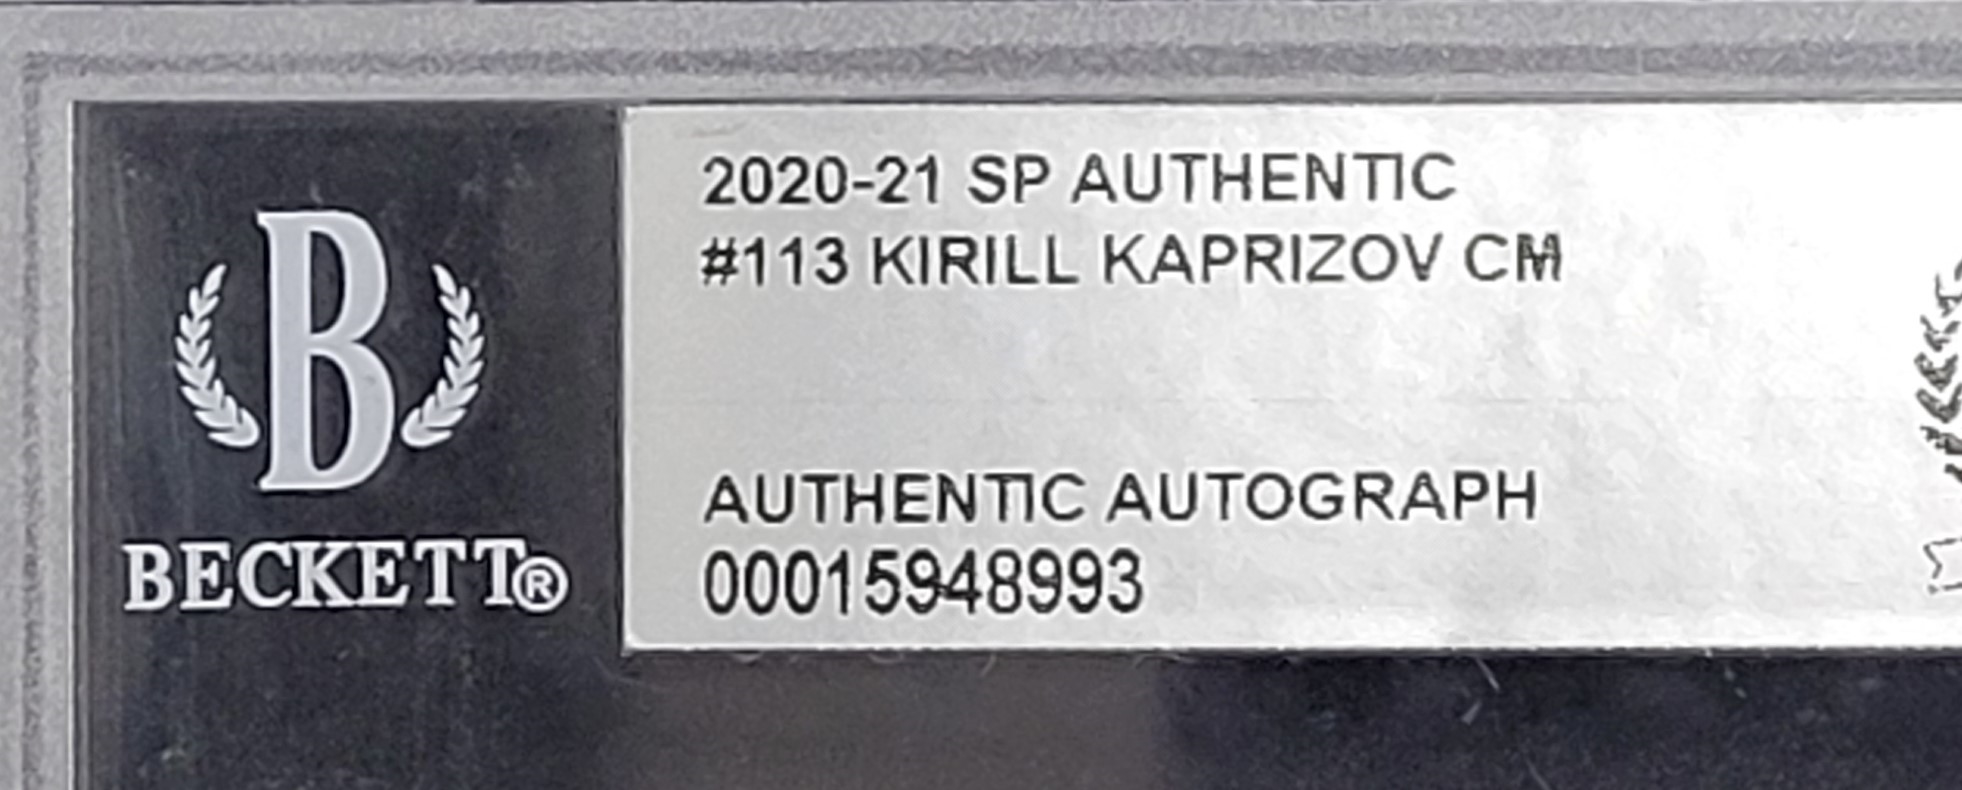 B
BECKETT®
2020-21 SP AUTHENTIC
#113 KIRILL KAPRIZOV CM
AUTHENTIC AUTOGRAPH
00015948993